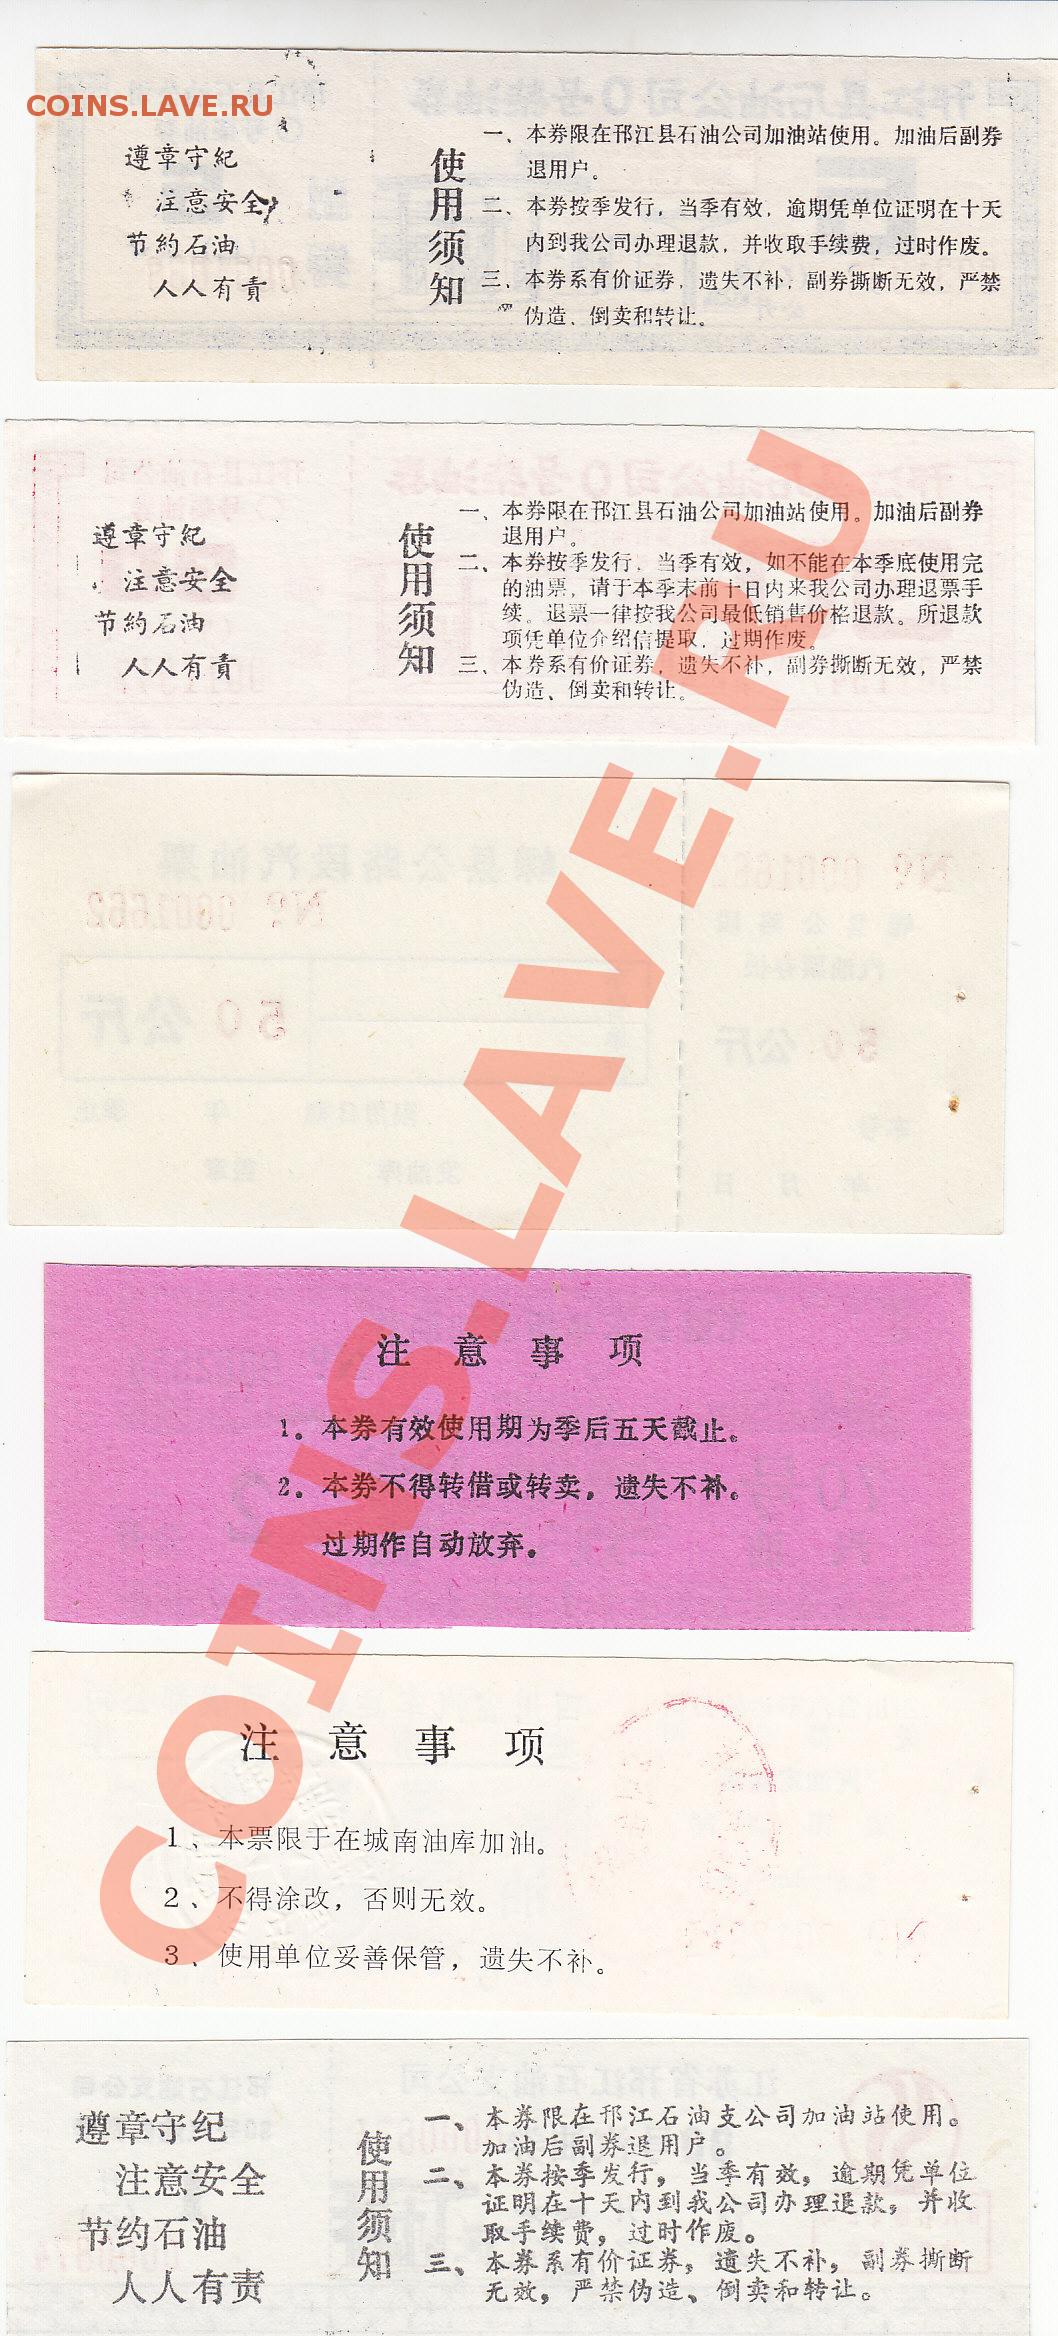 COINS.LAVE.RU
遵章守紀
注意安全
节約石油
人人有責
使用须知
一、本券限在邗江县石油公司加油站使用。加油后副券
退用户。
二、本券按季发行，当季有效，逾期凭单位证明在十天
内到我公司办理退款，并收取手续费，过时作废。
三、本券系有价证券，遗失不补，副券撕断无效，严禁
伪造、倒卖和转让。
遵章守紀
注意安全
节約石油
人人有責
使用须知
一、本券限在邗江县石油公司加油站使用。加油后副券
退用户。
二、本券按季发行，当季有效，如不能在本季底使用完
的油票，请于本季末前十日内来我公司办理退票手
续。退票一律按我公司最低销售价格退款。所退款
项凭单位介绍信提取，过期作废。
三、本券系有价证券，遗失不补，副券撕断无效，严禁
伪造、倒卖和转让。
№ 0001662
50公斤
50公斤
注意事项
1。本券有效使用期为季后五天截止。
2。本券不得转借或转卖，遗失不补。
过期作自动放弃。
注意事项
1、本票限于在城南油库加油。
2、不得涂改，否则无效。
3、使用单位妥善保管，遗失不补。
遵章守纪
注意安全
节约石油
人人有责
使用须知
一、本券限在邗江石油支公司加油站使用。
加油后副券退用户。
二、本券按季发行，当季有效，逾期凭单位
证明在十天内到我公司办理退款，并收
取手续费，过时作废。
三、本券系有价证券，遗失不补，副券撕断
无效，严禁伪造、倒卖和转让。
COINS.LAVE.RU